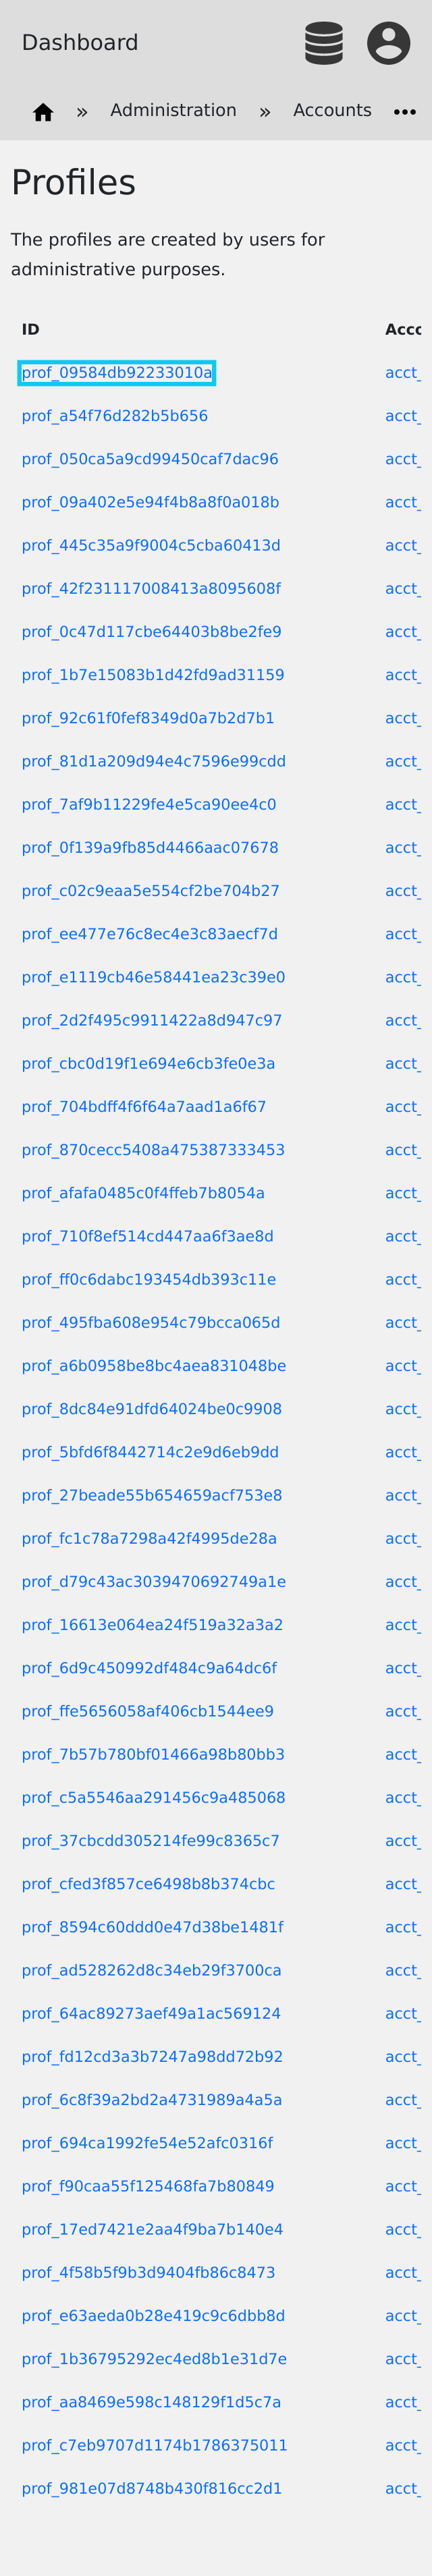 Dashboard
» Administration » Accounts
Profiles
The profiles are created by users for
administrative purposes.
ID Acco
prof_09584db92233010a acct_
prof_a54f76d282b5b656 acct_
prof_050ca5a9cd99450caf7dac96 acct_
prof_09a402e5e94f4b8a8f0a018b acct_
prof_445c35a9f9004c5cba60413d acct_
prof_42f231117008413a8095608f acct_
prof_0c47d117cbe64403b8be2fe9 acct_
prof_1b7e15083b1d42fd9ad31159 acct_
prof_92c61f0fef8349d0a7b2d7b1 acct_
prof_81d1a209d94e4c7596e99cdd acct_
prof_7af9b11229fe4e5ca90ee4c0 acct_
prof_0f139a9fb85d4466aac07678 acct_
prof_c02c9eaa5e554cf2be704b27 acct_
prof_ee477e76c8ec4e3c83aecf7d acct_
prof_e1119cb46e58441ea23c39e0 acct_
prof_2d2f495c9911422a8d947c97 acct_
prof_cbc0d19f1e694e6cb3fe0e3a acct_
prof_704bdff4f6f64a7aad1a6f67 acct_
prof_870cecc5408a475387333453 acct_
prof_afafa0485c0f4ffeb7b8054a acct_
prof_710f8ef514cd447aa6f3ae8d acct_
prof_ff0c6dabc193454db393c11e acct_
prof_495fba608e954c79bcca065d acct_
prof_a6b0958be8bc4aea831048be acct_
prof_8dc84e91dfd64024be0c9908 acct_
prof_5bfd6f8442714c2e9d6eb9dd acct_
prof_27beade55b654659acf753e8 acct_
prof_fc1c78a7298a42f4995de28a acct_
prof_d79c43ac3039470692749a1e acct_
prof_16613e064ea24f519a32a3a2 acct_
prof_6d9c450992df484c9a64dc6f acct_
prof_ffe5656058af406cb1544ee9 acct_
prof_7b57b780bf01466a98b80bb3 acct_
prof_c5a5546aa291456c9a485068 acct_
prof_37cbcdd305214fe99c8365c7 acct_
prof_cfed3f857ce6498b8b374cbc acct_
prof_8594c60ddd0e47d38be1481f acct_
prof_ad528262d8c34eb29f3700ca acct_
prof_64ac89273aef49a1ac569124 acct_
prof_fd12cd3a3b7247a98dd72b92 acct_
prof_6c8f39a2bd2a4731989a4a5a acct_
prof_694ca1992fe54e52afc0316f acct_
prof_f90caa55f125468fa7b80849 acct_
prof_17ed7421e2aa4f9ba7b140e4 acct_
prof_4f58b5f9b3d9404fb86c8473 acct_
prof_e63aeda0b28e419c9c6dbb8d acct_
prof_1b36795292ec4ed8b1e31d7e acct_
prof_aa8469e598c148129f1d5c7a acct_
prof_c7eb9707d1174b1786375011 acct_
prof_981e07d8748b430f816cc2d1 acct_